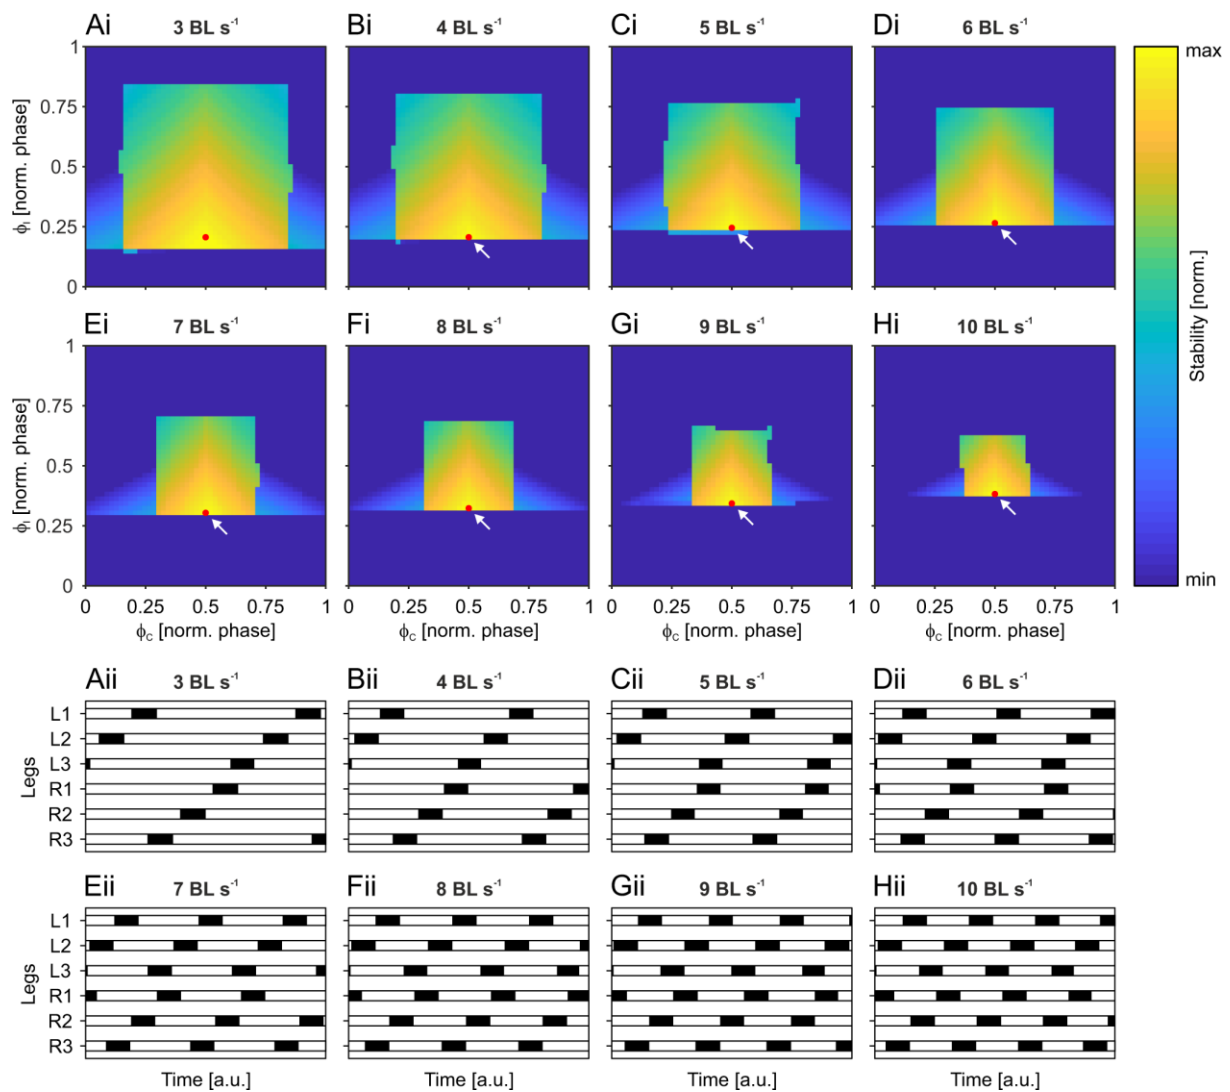 Ai 3 BL s⁻¹ Bi 4 BL s⁻¹ Ci 5 BL s⁻¹ Di 6 BL s⁻¹
max
1
0.75
0.5
0.25
0
ϕI [norm. phase]
Stability [norm.]
0 0.25 0.5 0.75 1
Ei 7 BL s⁻¹ Fi 8 BL s⁻¹ Gi 9 BL s⁻¹ Hi 10 BL s⁻¹
1
0.75
0.5
0.25
0
ϕI [norm. phase]
min
0 0.25 0.5 0.75 1 0 0.25 0.5 0.75 1 0 0.25 0.5 0.75 1 0 0.25 0.5 0.75 1
ϕC [norm. phase] ϕC [norm. phase] ϕC [norm. phase] ϕC [norm. phase]
Aii 3 BL s⁻¹ Bii 4 BL s⁻¹ Cii 5 BL s⁻¹ Dii 6 BL s⁻¹
L1
L2
L3
R1
R2
R3
Legs
Eii 7 BL s⁻¹ Fii 8 BL s⁻¹ Gii 9 BL s⁻¹ Hii 10 BL s⁻¹
L1
L2
L3
R1
R2
R3
Legs
Time [a.u.] Time [a.u.] Time [a.u.] Time [a.u.]